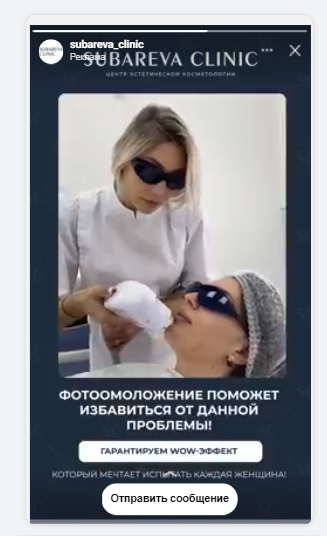 subareva_clinic
Реклама
SUBAREVA CLINIC
ЦЕНТР ЭСТЕТИЧЕСКОЙ КОСМЕТОЛОГИИ
ФОТООМОЛОЖЕНИЕ ПОМОЖЕТ
ИЗБАВИТЬСЯ ОТ ДАННОЙ
ПРОБЛЕМЫ!
ГАРАНТИРУЕМ WOW-ЭФФЕКТ
КОТОРЫЙ МЕЧТАЕТ ИСПЫТАТЬ КАЖДАЯ ЖЕНЩИНА!
Отправить сообщение